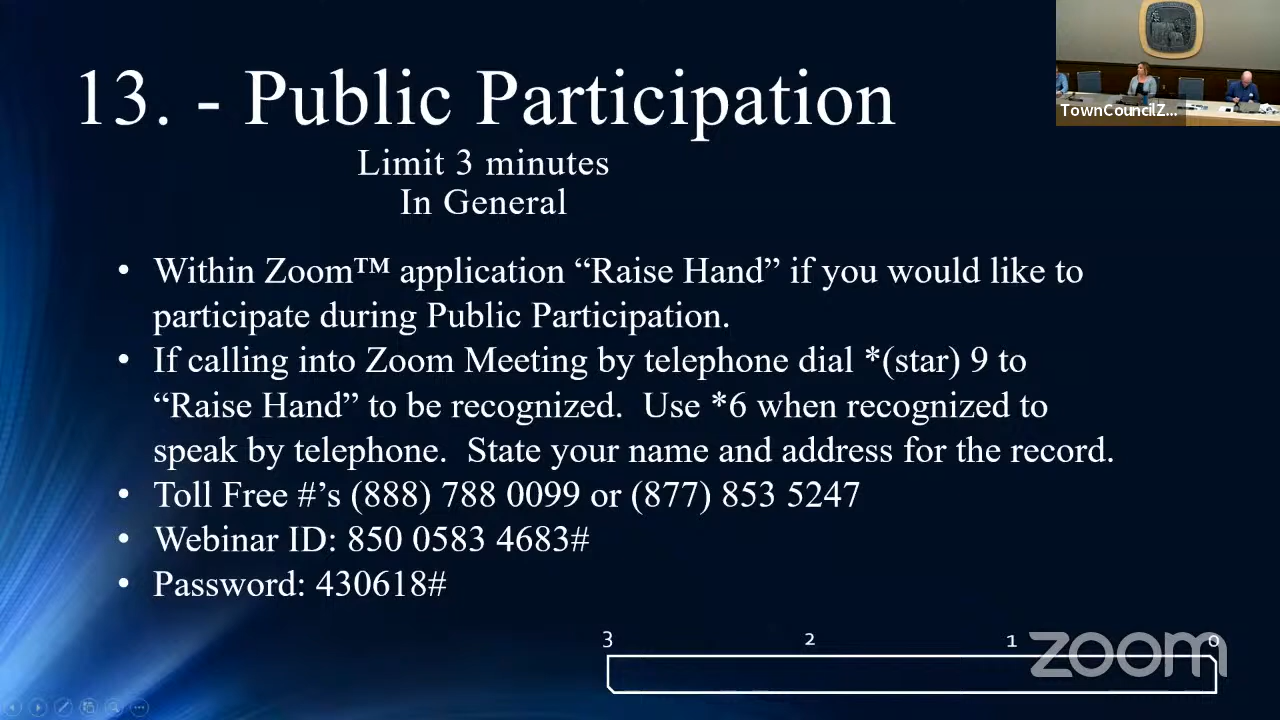 13. - Public Participation
Limit 3 minutes
In General
• Within Zoom™ application “Raise Hand” if you would like to
participate during Public Participation.
• If calling into Zoom Meeting by telephone dial *(star) 9 to
“Raise Hand” to be recognized.  Use *6 when recognized to
speak by telephone.  State your name and address for the record.
• Toll Free #’s (888) 788 0099 or (877) 853 5247
• Webinar ID: 850 0583 4683#
• Password: 430618#
TownCouncilZ...
3 2 1 0
zoom